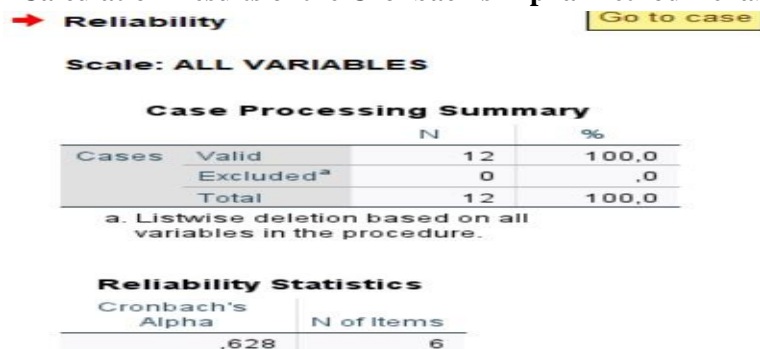 Reliability
Go to case
Scale: ALL VARIABLES
Case Processing Summary
N %
Cases Valid 12 100,0
Excludedᵃ 0 ,0
Total 12 100,0
a. Listwise deletion based on all
variables in the procedure.
Reliability Statistics
Cronbach's
Alpha N of Items
,628 6